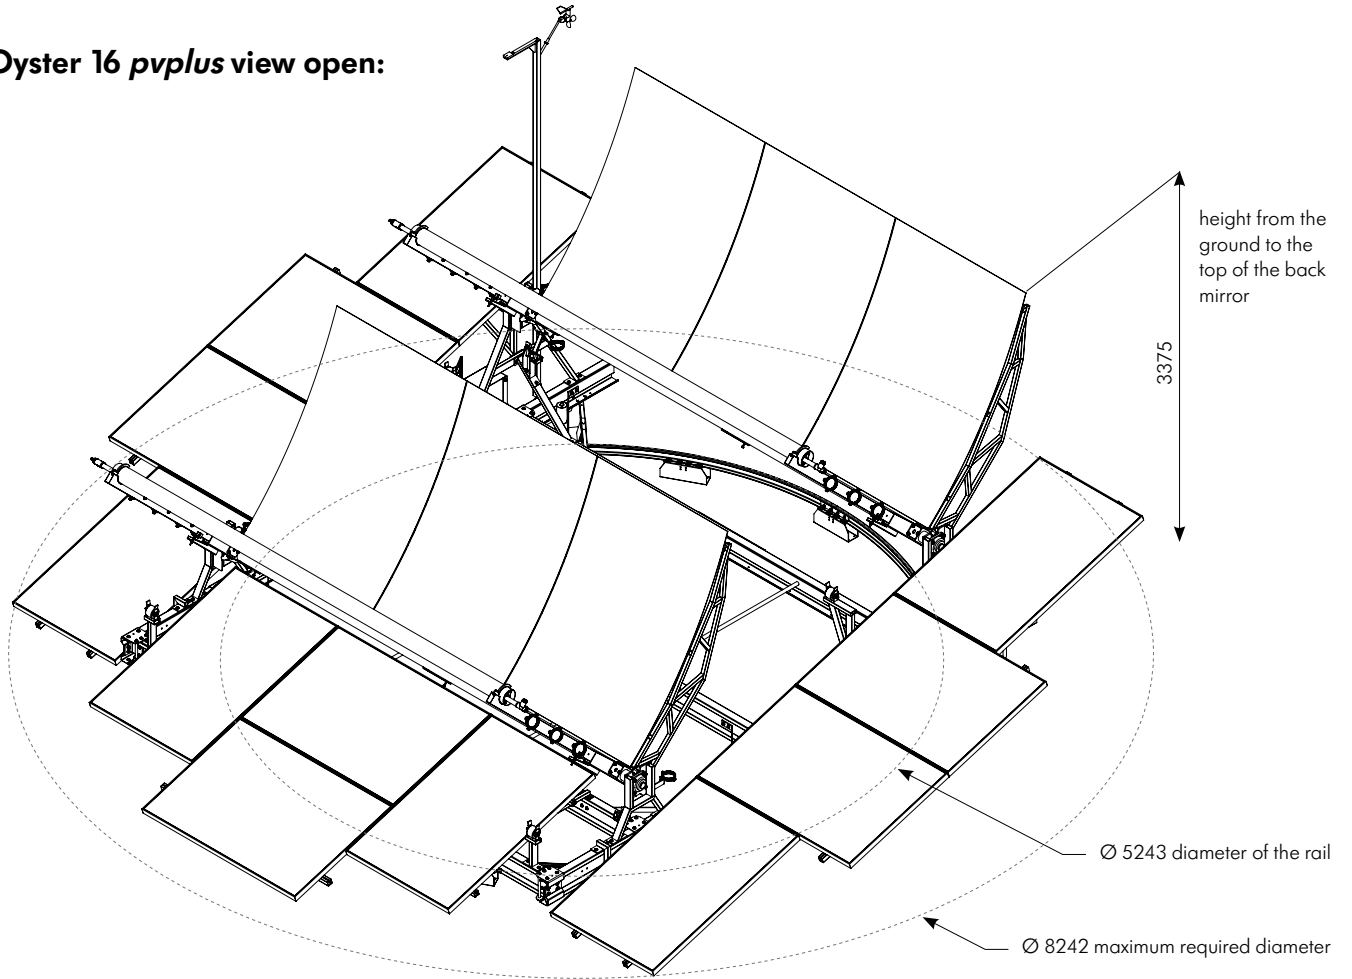 Oyster 16 pvplus view open:
height from the
ground to the
top of the back
mirror
3375
Ø 5243 diameter of the rail
Ø 8242 maximum required diameter